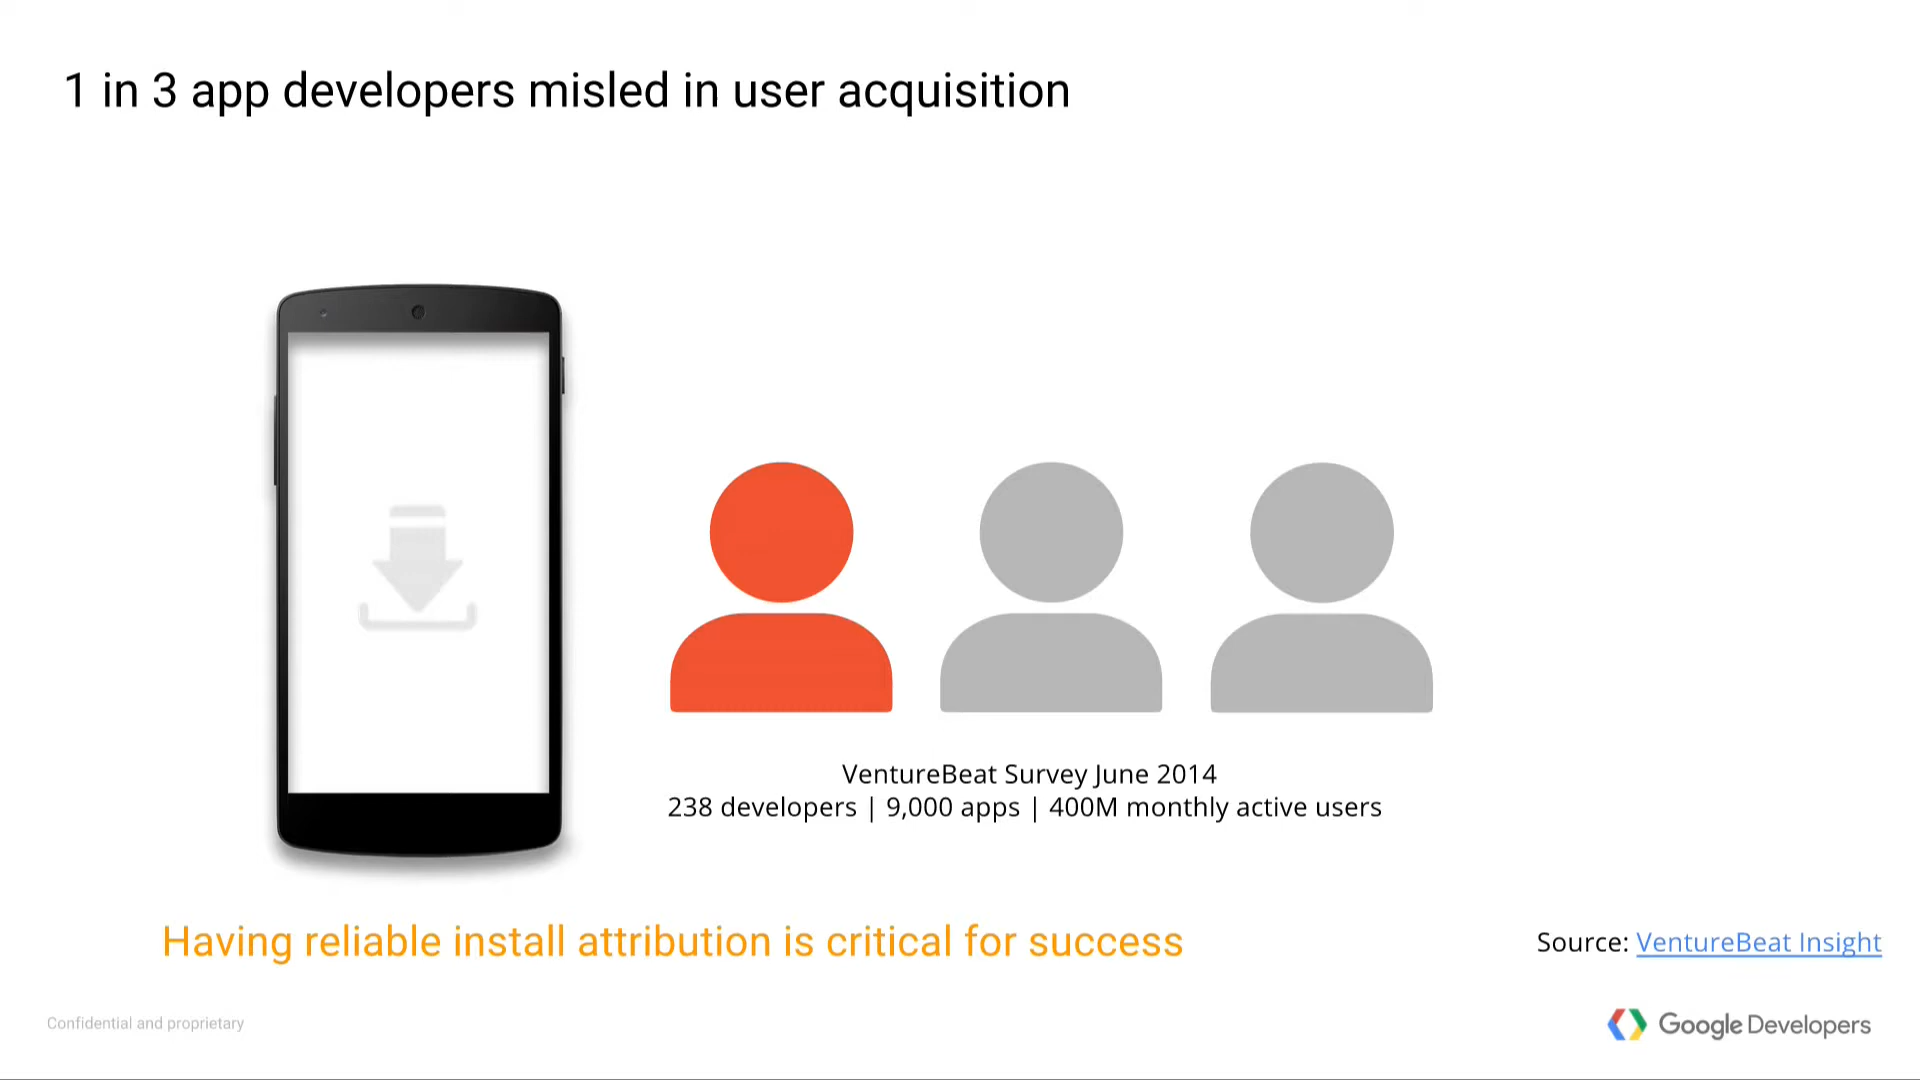 1 in 3 app developers misled in user acquisition
VentureBeat Survey June 2014
238 developers | 9,000 apps | 400M monthly active users
Having reliable install attribution is critical for success
Source: VentureBeat Insight
Confidential and proprietary
Google Developers